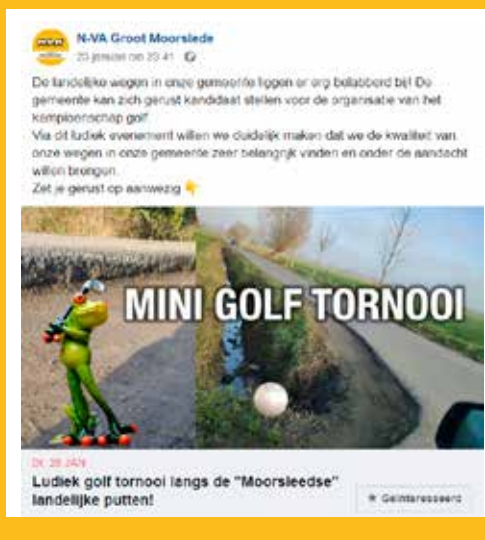 N-VA
N-VA Groot Moorslede
20 januari om 23:41
De landelijke wegen in onze gemeente liggen er erg belabberd bij! De
gemeente kan zich gerust kandidaat stellen voor de organisatie van het
kampioenschap golf.
Via dit ludiek evenement willen we duidelijk maken dat we de kwaliteit van
onze wegen in onze gemeente zeer belangrijk vinden en onder de aandacht
willen brengen.
Zet je gerust op aanwezig 👇
MINI GOLF TORNOOI
28 JAN
Ludiek golf tornooi langs de "Moorsleedse"
landelijke putten!
★ Geïnteresseerd